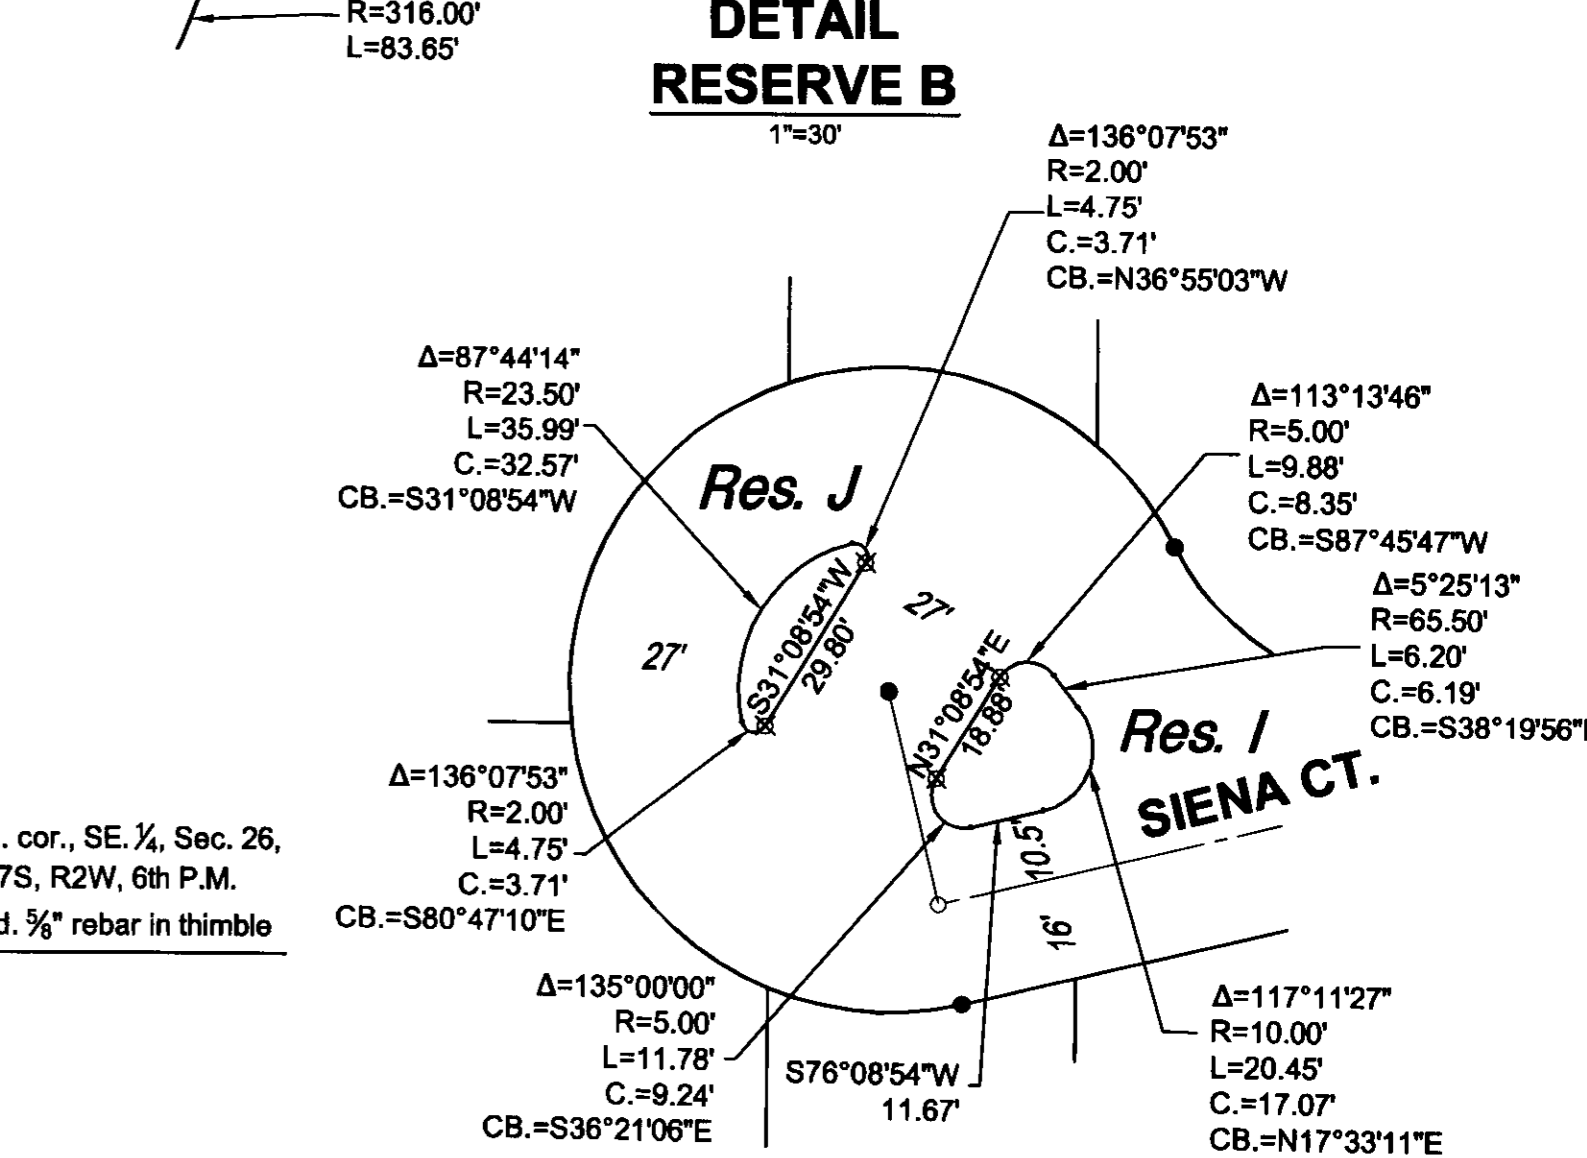 R=316.00'
L=83.65'
DETAIL
RESERVE B
1"=30'
Δ=136°07'53"
R=2.00'
L=4.75'
C.=3.71'
CB.=N36°55'03"W
Δ=87°44'14"
R=23.50'
L=35.99'
C.=32.57'
CB.=S31°08'54"W
Δ=113°13'46"
R=5.00'
L=9.88'
C.=8.35'
CB.=S87°45'47"W
Res. J
S31°08'54"W
29.80'
27'
27'
Δ=5°25'13"
R=65.50'
L=6.20'
C.=6.19'
CB.=S38°19'56"
N31°08'54"E
18.88'
Res. I
SIENA CT.
10.5'
16'
Δ=136°07'53"
R=2.00'
L=4.75'
C.=3.71'
CB.=S80°47'10"E
. cor., SE. ¼, Sec. 26,
7S, R2W, 6th P.M.
d. ⅝" rebar in thimble
Δ=135°00'00"
R=5.00'
L=11.78'
C.=9.24'
CB.=S36°21'06"E
S76°08'54"W
11.67'
Δ=117°11'27"
R=10.00'
L=20.45'
C.=17.07'
CB.=N17°33'11"E